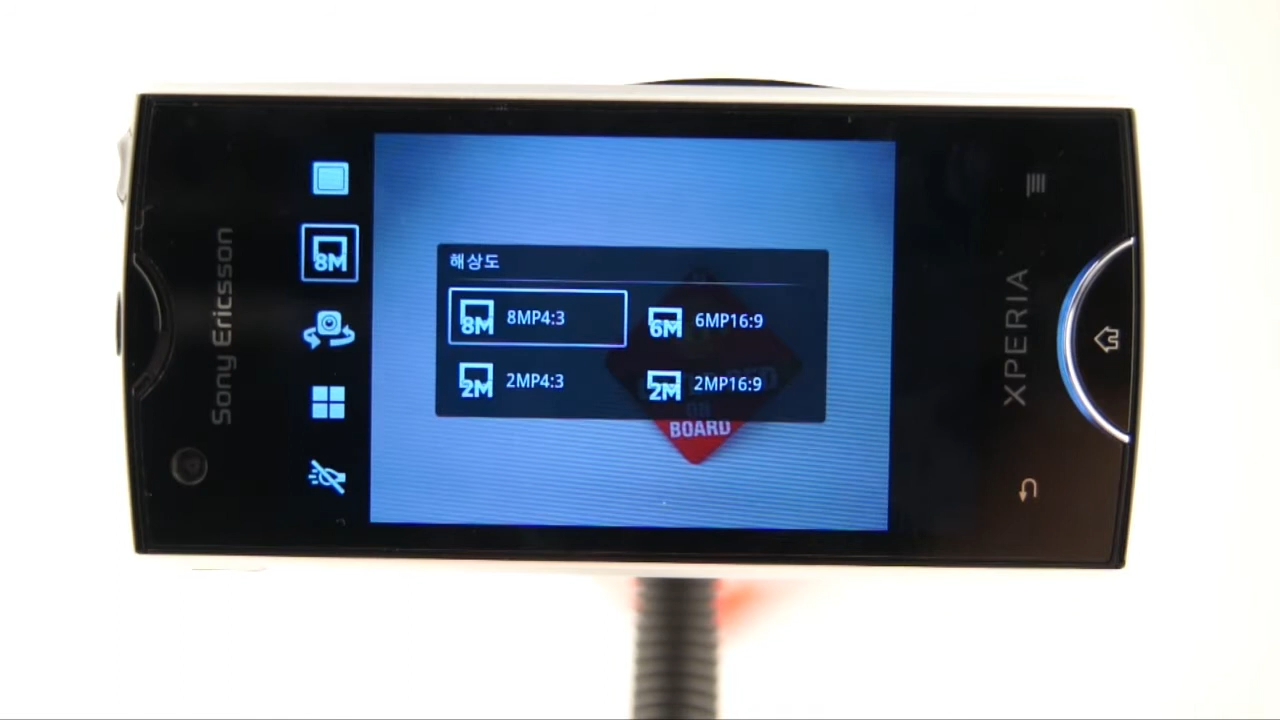 Sony Ericsson
8M
해상도
8M 8MP4:3
6M 6MP16:9
2M 2MP4:3
2M 2MP16:9
ON
BOARD
XPERIA